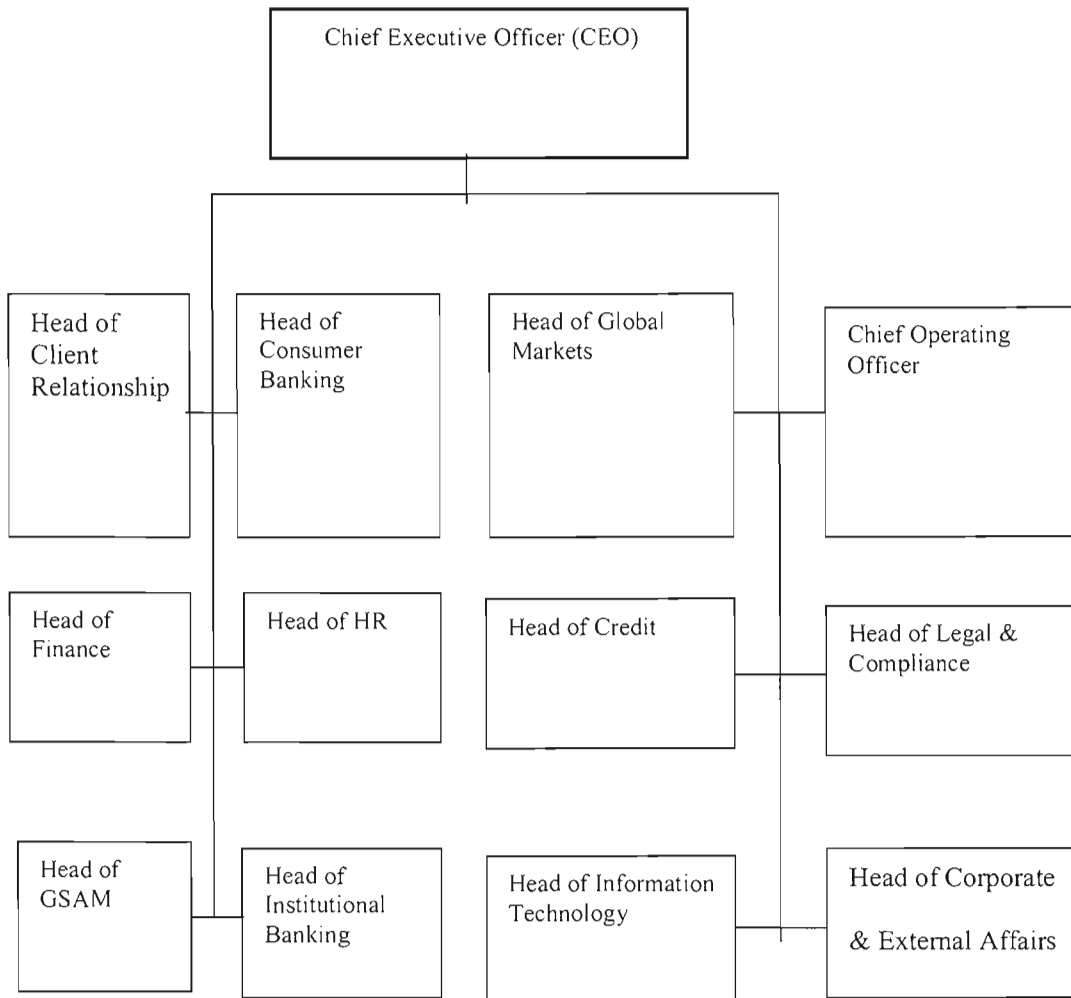 Chief Executive Officer (CEO)
Head of
Client
Relationship
Head of
Consumer
Banking
Head of Global
Markets
Chief Operating
Officer
Head of
Finance
Head of HR
Head of Credit
Head of Legal &
Compliance
Head of
GSAM
Head of
Institutional
Banking
Head of Information
Technology
Head of Corporate
& External Affairs